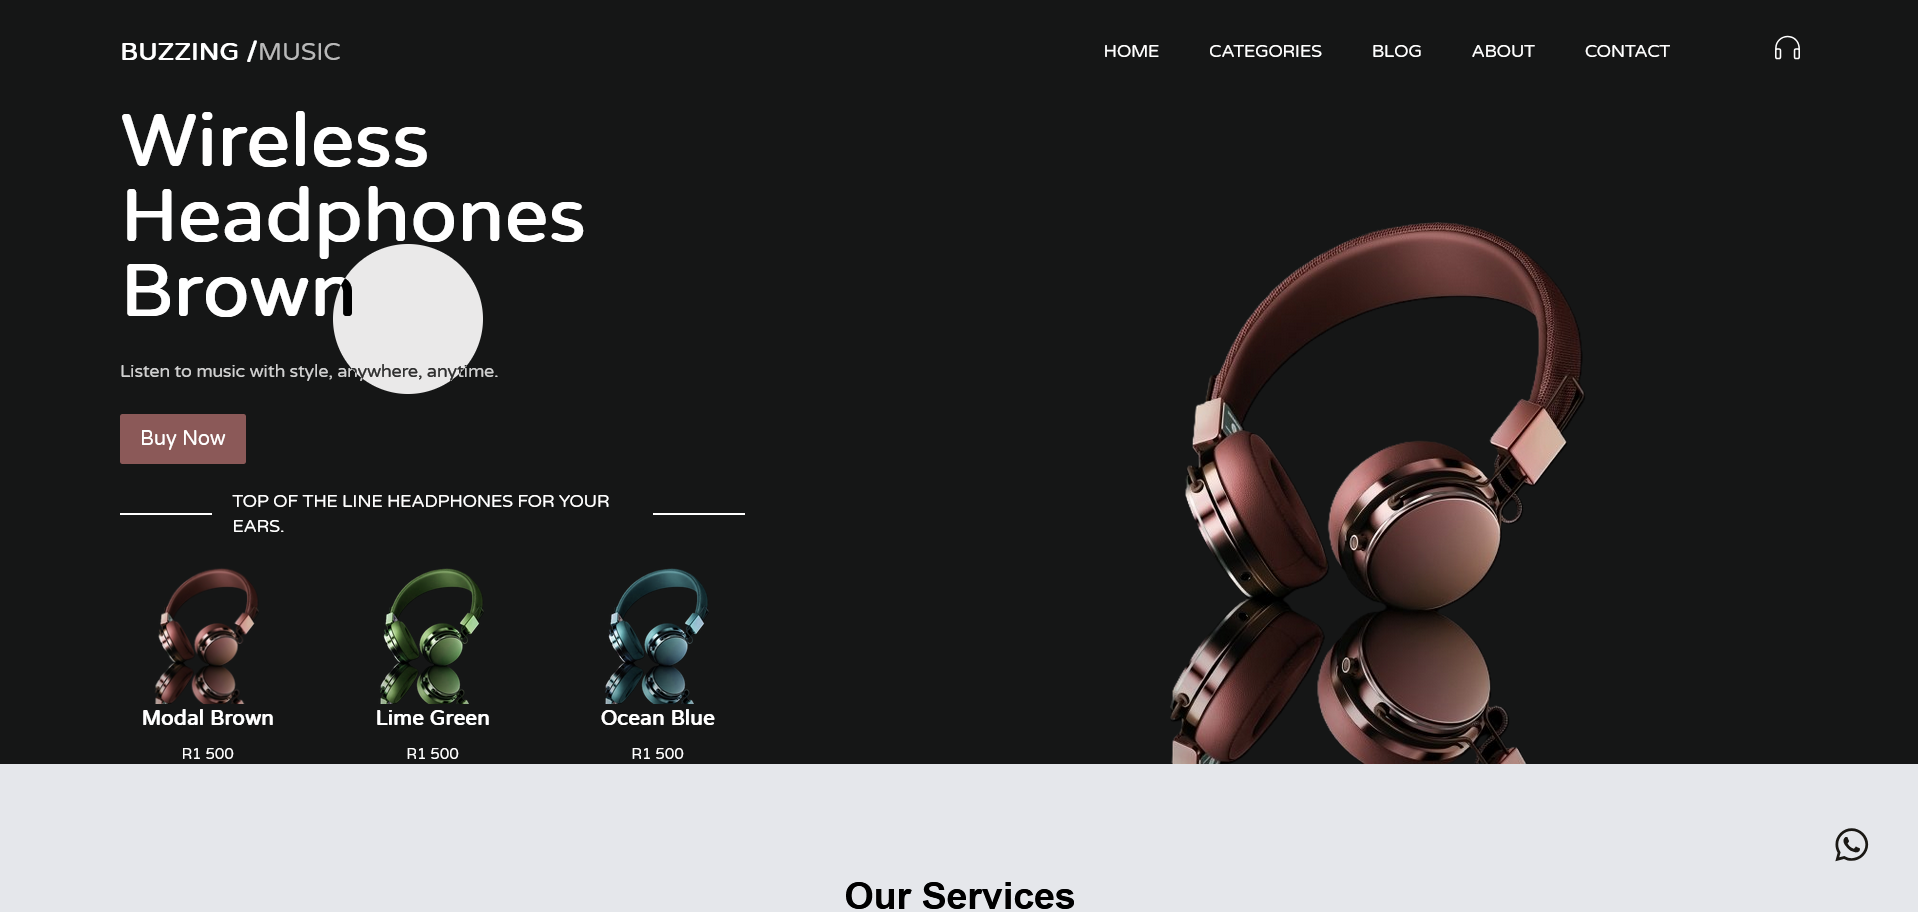 BUZZING /MUSIC
HOME CATEGORIES BLOG ABOUT CONTACT
Wireless
Headphones
Brown
Listen to music with style, anywhere, anytime.
Buy Now
TOP OF THE LINE HEADPHONES FOR YOUR
EARS.
Modal Brown Lime Green Ocean Blue
R1 500 R1 500 R1 500
Our Services